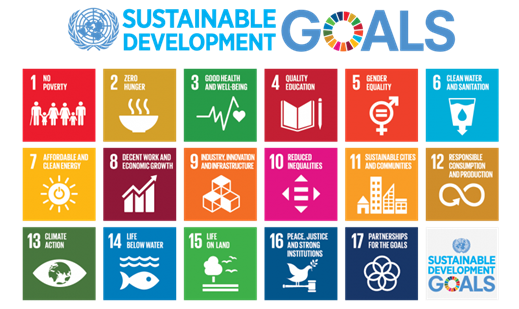 SUSTAINABLE
DEVELOPMENT
GOALS
1 NO
POVERTY
2 ZERO
HUNGER
3 GOOD HEALTH
AND WELL-BEING
4 QUALITY
EDUCATION
5 GENDER
EQUALITY
6 CLEAN WATER
AND SANITATION
7 AFFORDABLE AND
CLEAN ENERGY
8 DECENT WORK AND
ECONOMIC GROWTH
9 INDUSTRY, INNOVATION
AND INFRASTRUCTURE
10 REDUCED
INEQUALITIES
11 SUSTAINABLE CITIES
AND COMMUNITIES
12 RESPONSIBLE
CONSUMPTION
AND PRODUCTION
13 CLIMATE
ACTION
14 LIFE
BELOW WATER
15 LIFE
ON LAND
16 PEACE, JUSTICE
AND STRONG
INSTITUTIONS
17 PARTNERSHIPS
FOR THE GOALS
SUSTAINABLE
DEVELOPMENT
GOALS